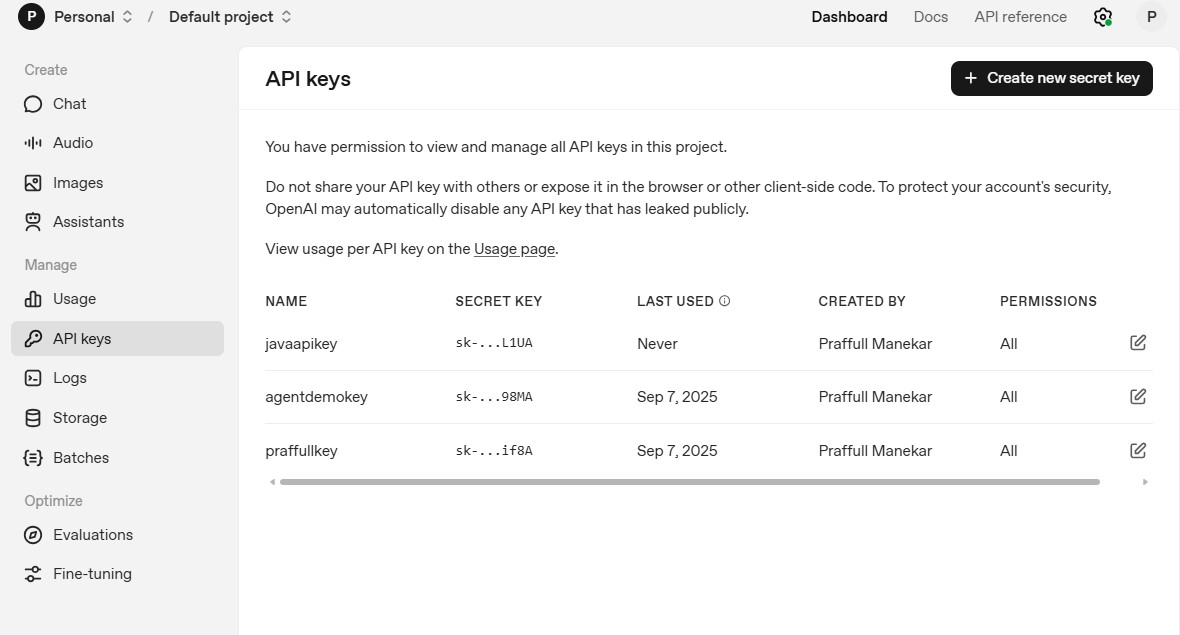 P Personal / Default project Dashboard Docs API reference P
Create
Chat
Audio
Images
Assistants
Manage
Usage
API keys
Logs
Storage
Batches
Optimize
Evaluations
Fine-tuning
API keys
+ Create new secret key
You have permission to view and manage all API keys in this project.
Do not share your API key with others or expose it in the browser or other client-side code. To protect your account's security,
OpenAI may automatically disable any API key that has leaked publicly.
View usage per API key on the Usage page.
NAME SECRET KEY LAST USED CREATED BY PERMISSIONS
javaapikey sk-...L1UA Never Praffull Manekar All
agentdemokey sk-...98MA Sep 7, 2025 Praffull Manekar All
praffullkey sk-...if8A Sep 7, 2025 Praffull Manekar All